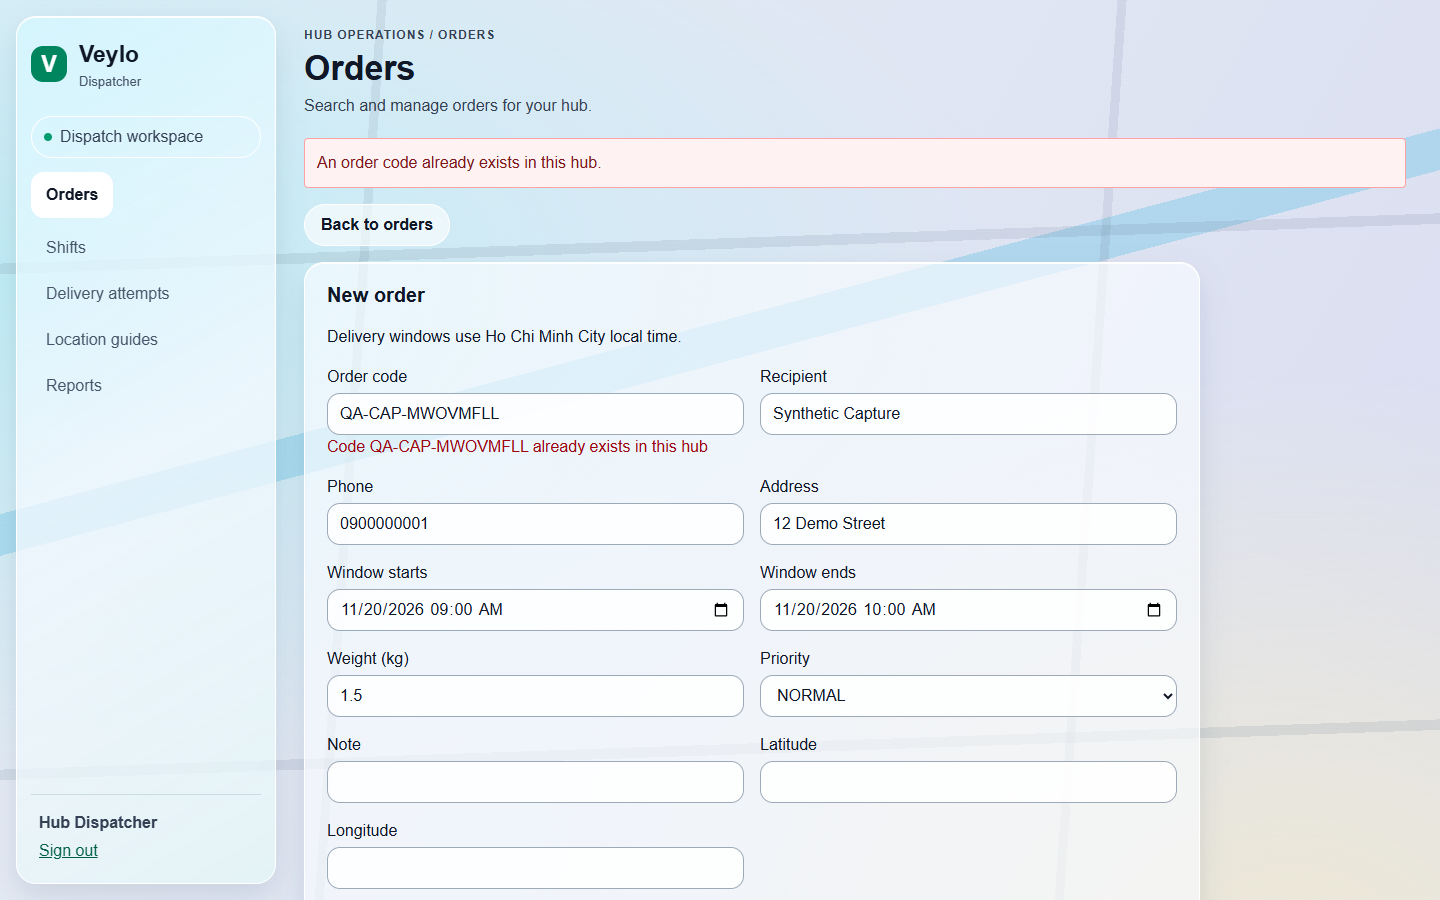 V
Veylo
Dispatcher
Dispatch workspace
Orders
Shifts
Delivery attempts
Location guides
Reports
Hub Dispatcher
Sign out
HUB OPERATIONS / ORDERS
Orders
Search and manage orders for your hub.
An order code already exists in this hub.
Back to orders
New order
Delivery windows use Ho Chi Minh City local time.
Order code
QA-CAP-MWOVMFLL
Code QA-CAP-MWOVMFLL already exists in this hub
Recipient
Synthetic Capture
Phone
0900000001
Address
12 Demo Street
Window starts
11/20/2026 09:00 AM
Window ends
11/20/2026 10:00 AM
Weight (kg)
1.5
Priority
NORMAL
Note
Latitude
Longitude